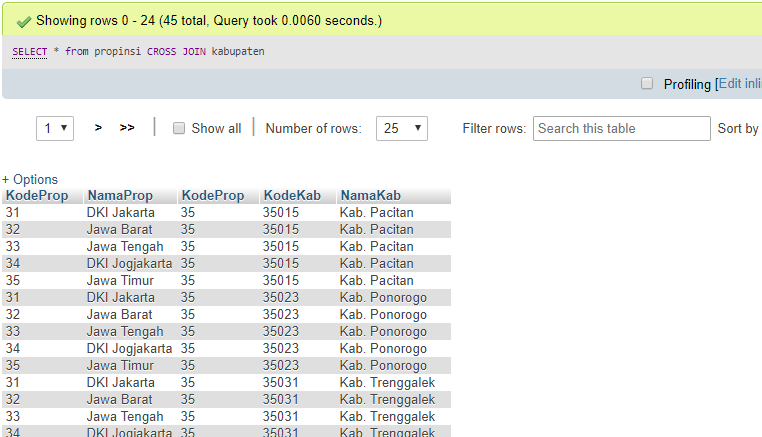 Showing rows 0 - 24 (45 total, Query took 0.0060 seconds.)
SELECT * from propinsi CROSS JOIN kabupaten
Profiling [Edit inli
1 > >> Show all Number of rows: 25 Filter rows: Search this table Sort by
+ Options
KodeProp NamaProp KodeProp KodeKab NamaKab
31 DKI Jakarta 35 35015 Kab. Pacitan
32 Jawa Barat 35 35015 Kab. Pacitan
33 Jawa Tengah 35 35015 Kab. Pacitan
34 DKI Jogjakarta 35 35015 Kab. Pacitan
35 Jawa Timur 35 35015 Kab. Pacitan
31 DKI Jakarta 35 35023 Kab. Ponorogo
32 Jawa Barat 35 35023 Kab. Ponorogo
33 Jawa Tengah 35 35023 Kab. Ponorogo
34 DKI Jogjakarta 35 35023 Kab. Ponorogo
35 Jawa Timur 35 35023 Kab. Ponorogo
31 DKI Jakarta 35 35031 Kab. Trenggalek
32 Jawa Barat 35 35031 Kab. Trenggalek
33 Jawa Tengah 35 35031 Kab. Trenggalek
34 DKI Jogjakarta 35 35031 Kab. Trenggalek